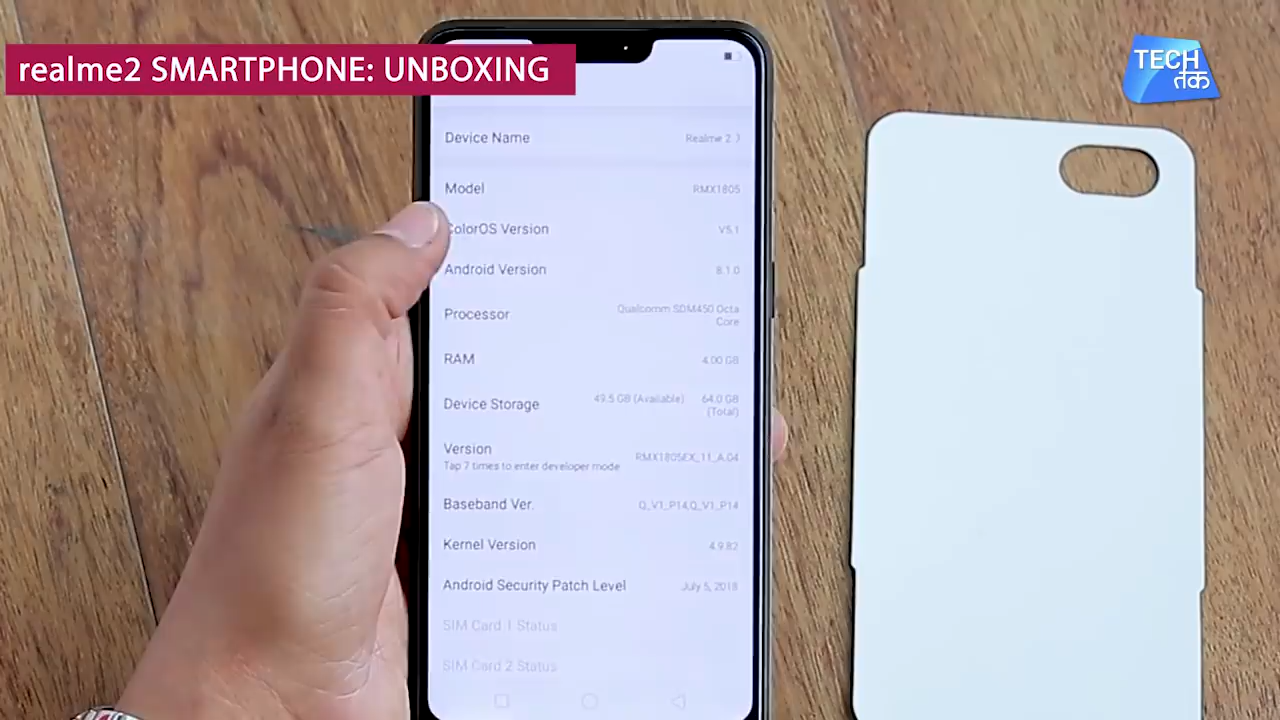 realme2 SMARTPHONE: UNBOXING
TECH
तक
Device Name Realme 2 >
Model RMX1805
ColorOS Version V5.1
Android Version 8.1.0
Processor Qualcomm SDM450 Octa
Core
RAM 4.00 GB
Device Storage 49.5 GB (Available) 64.0 GB
(Total)
Version RMX1805EX_11_A.04
Tap 7 times to enter developer mode
Baseband Ver. Q_V1_P14,Q_V1_P14
Kernel Version 4.9.82
Android Security Patch Level July 5, 2018
SIM Card 1 Status
SIM Card 2 Status